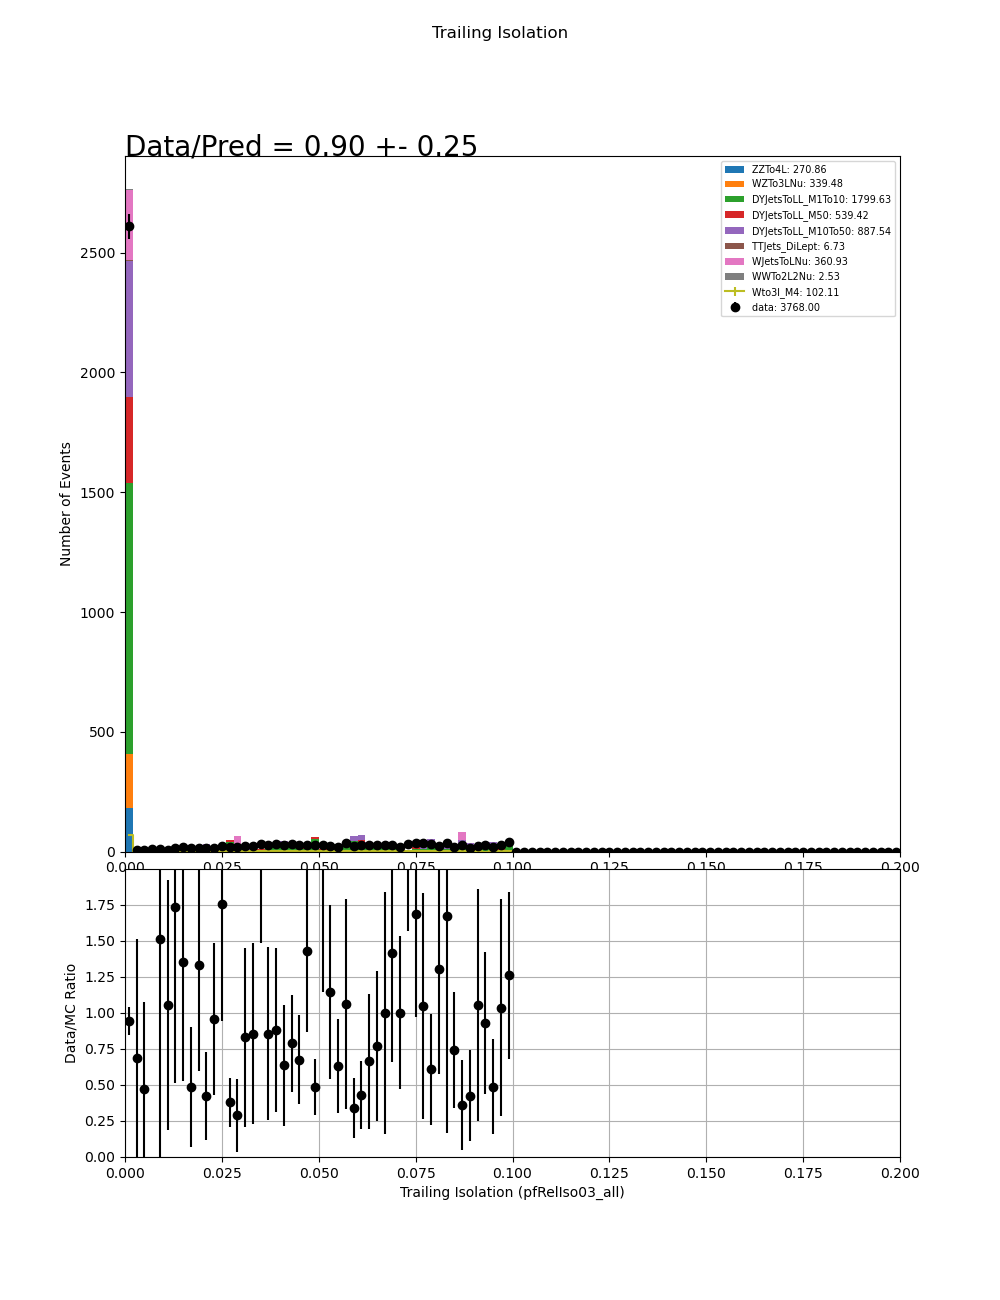 Trailing Isolation
Data/Pred = 0.90 +- 0.25
ZZTo4L: 270.86
WZTo3LNu: 339.48
DYJetsToLL_M1To10: 1799.63
DYJetsToLL_M50: 539.42
DYJetsToLL_M10To50: 887.54
TTJets_DiLept: 6.73
WJetsToLNu: 360.93
WWTo2L2Nu: 2.53
Wto3l_M4: 102.11
data: 3768.00
Number of Events
2500
2000
1500
1000
500
0
0.000 0.025 0.050 0.075 0.100 0.125 0.150 0.175 0.200
Data/MC Ratio
1.75
1.50
1.25
1.00
0.75
0.50
0.25
0.00
0.000 0.025 0.050 0.075 0.100 0.125 0.150 0.175 0.200
Trailing Isolation (pfRelIso03_all)